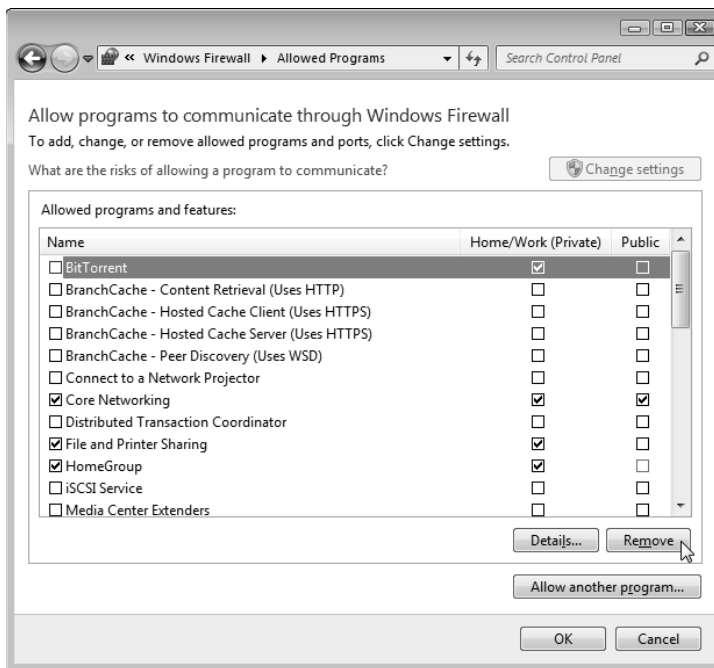 « Windows Firewall ▸ Allowed Programs Search Control Panel
Allow programs to communicate through Windows Firewall
To add, change, or remove allowed programs and ports, click Change settings.
What are the risks of allowing a program to communicate? Change settings
Allowed programs and features:
Name Home/Work (Private) Public
BitTorrent
BranchCache - Content Retrieval (Uses HTTP)
BranchCache - Hosted Cache Client (Uses HTTPS)
BranchCache - Hosted Cache Server (Uses HTTPS)
BranchCache - Peer Discovery (Uses WSD)
Connect to a Network Projector
Core Networking
Distributed Transaction Coordinator
File and Printer Sharing
HomeGroup
iSCSI Service
Media Center Extenders
Details... Remove
Allow another program...
OK Cancel